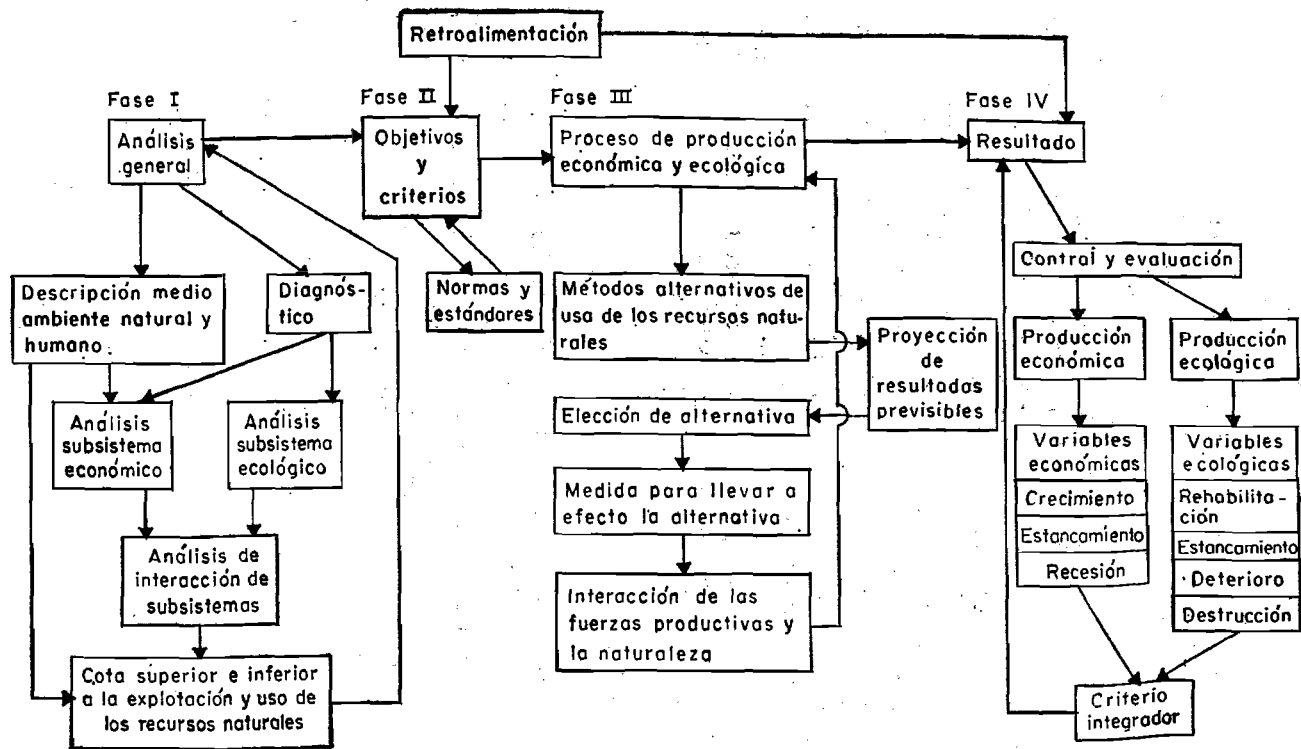 Retroalimentación
Fase I
Análisis
general
Descripción medio
ambiente natural y
humano
Diagnós-
tico
Análisis
subsistema
económico
Análisis
subsistema
ecológico
Análisis de
interacción de
subsistemas
Cota superior e inferior
a la explotación y uso de
los recursos naturales
Fase II
Objetivos
y
criterios
Normas y
estándares
Fase III
Proceso de producción
económica y ecológica
Métodos alternativos de
usa de los recursos natu-
rales
Proyección
de
resultadas
previsibles
Elección de alternativa
Medida para llevar a
efecto la alternativa
Interacción de las
fuerzas productivas y
la naturaleza
Fase IV
Resultado
Contral y evaluación
Producción
económica
Variables
económicas
Crecimiento
Estancamiento
Recesión
Producción
ecológica
Variables
ecológicas
Rehabilita-
ción
Estancamiento
Deterioro
Destrucción
Criterio
integrador